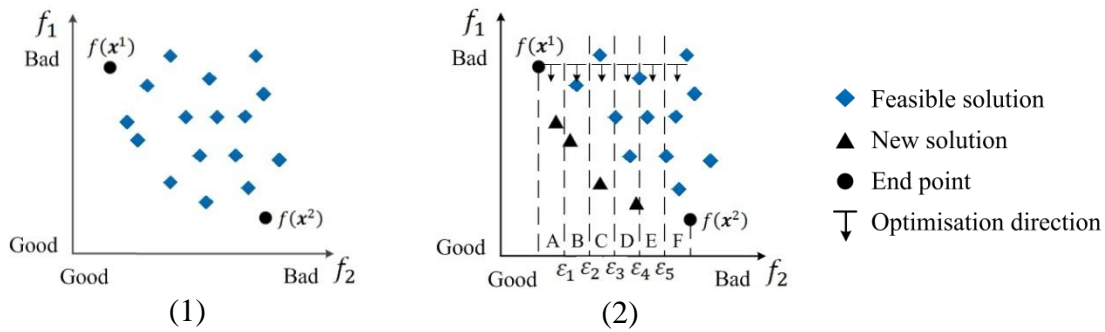 f₁
Bad
f(x¹)
f(x²)
Good
Good
Bad
f₂
(1)
f₁
f(x¹)
Bad
A B C D E F
f(x²)
Good
Good
ε₁ ε₂ ε₃ ε₄ ε₅
Bad
f₂
(2)
Feasible solution
New solution
End point
Optimisation direction